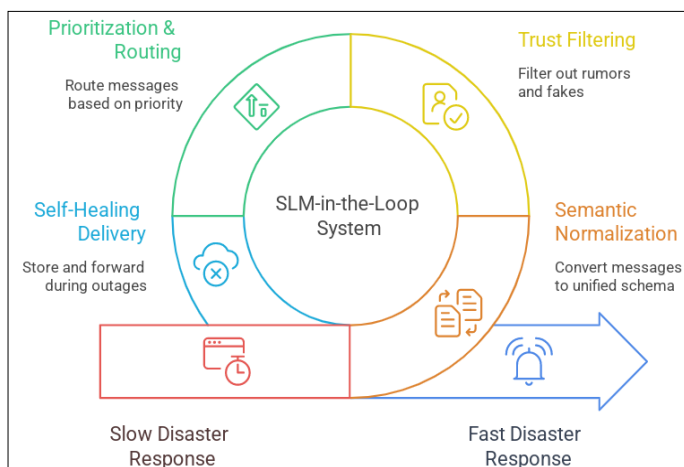 Prioritization &
Routing
Route messages
based on priority
Trust Filtering
Filter out rumors
and fakes
SLM-in-the-Loop
System
Self-Healing
Delivery
Store and forward
during outages
Semantic
Normalization
Convert messages
to unified schema
Slow Disaster
Response
Fast Disaster
Response